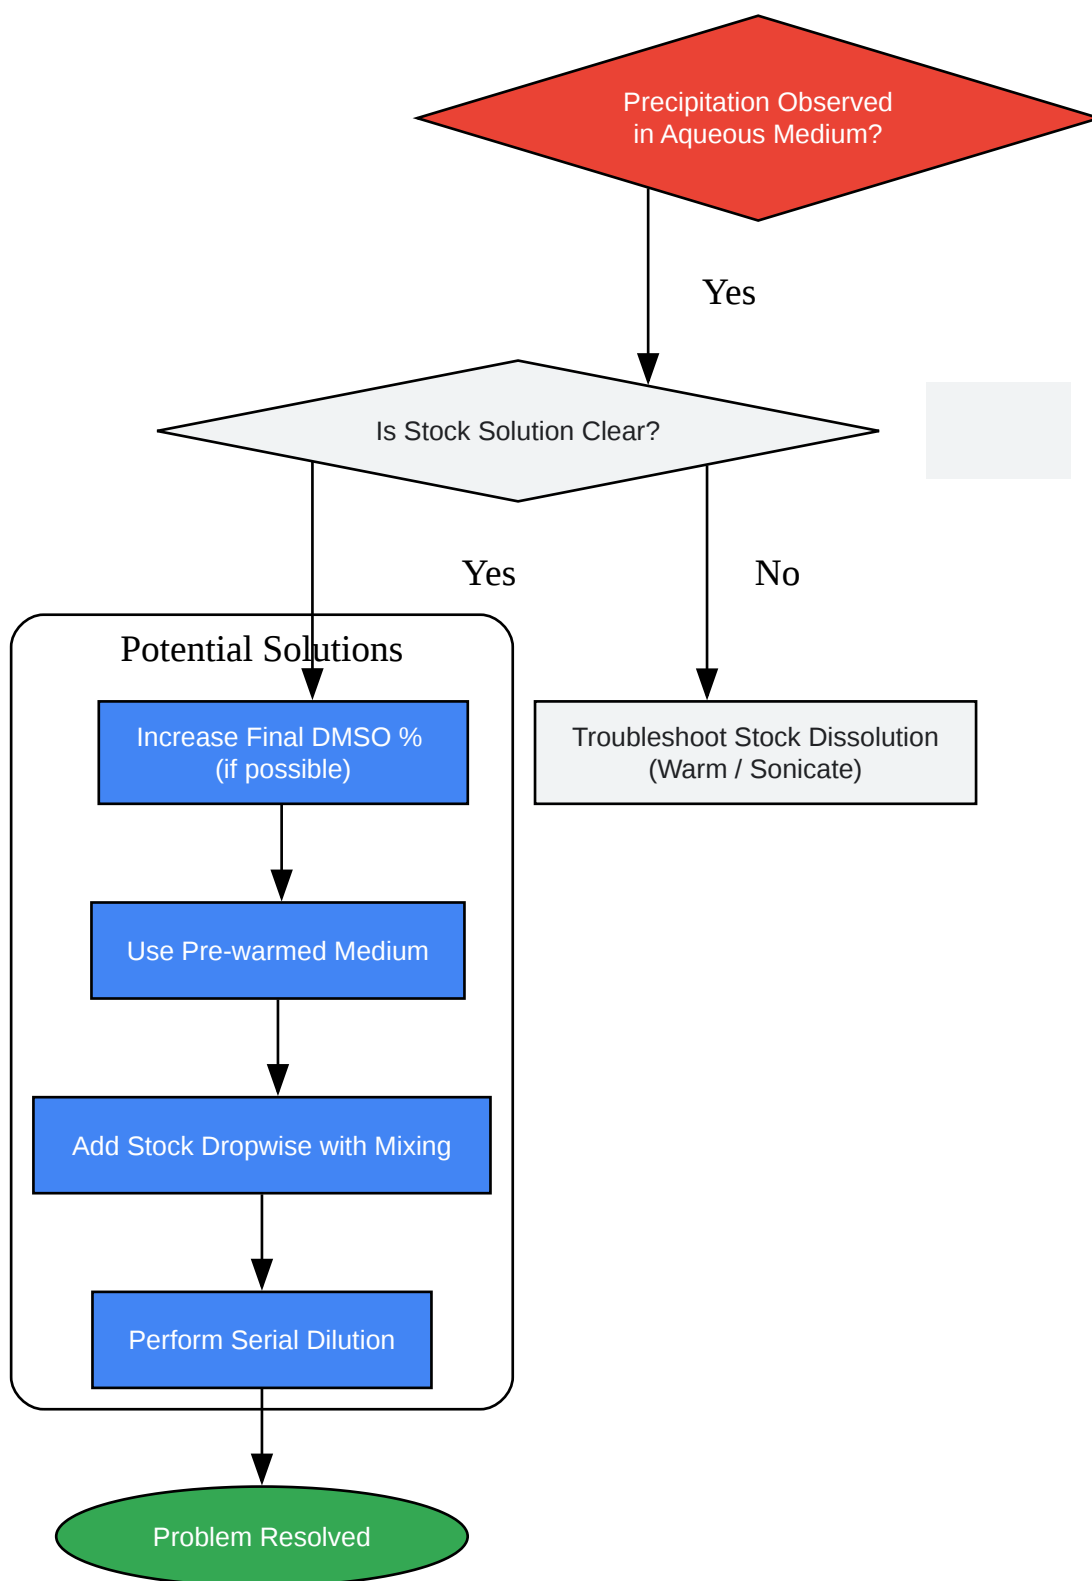 Precipitation Observed
in Aqueous Medium?
Yes
Is Stock Solution Clear?
Yes
No
Potential Solutions
Increase Final DMSO %
(if possible)
Troubleshoot Stock Dissolution
(Warm / Sonicate)
Use Pre-warmed Medium
Add Stock Dropwise with Mixing
Perform Serial Dilution
Problem Resolved